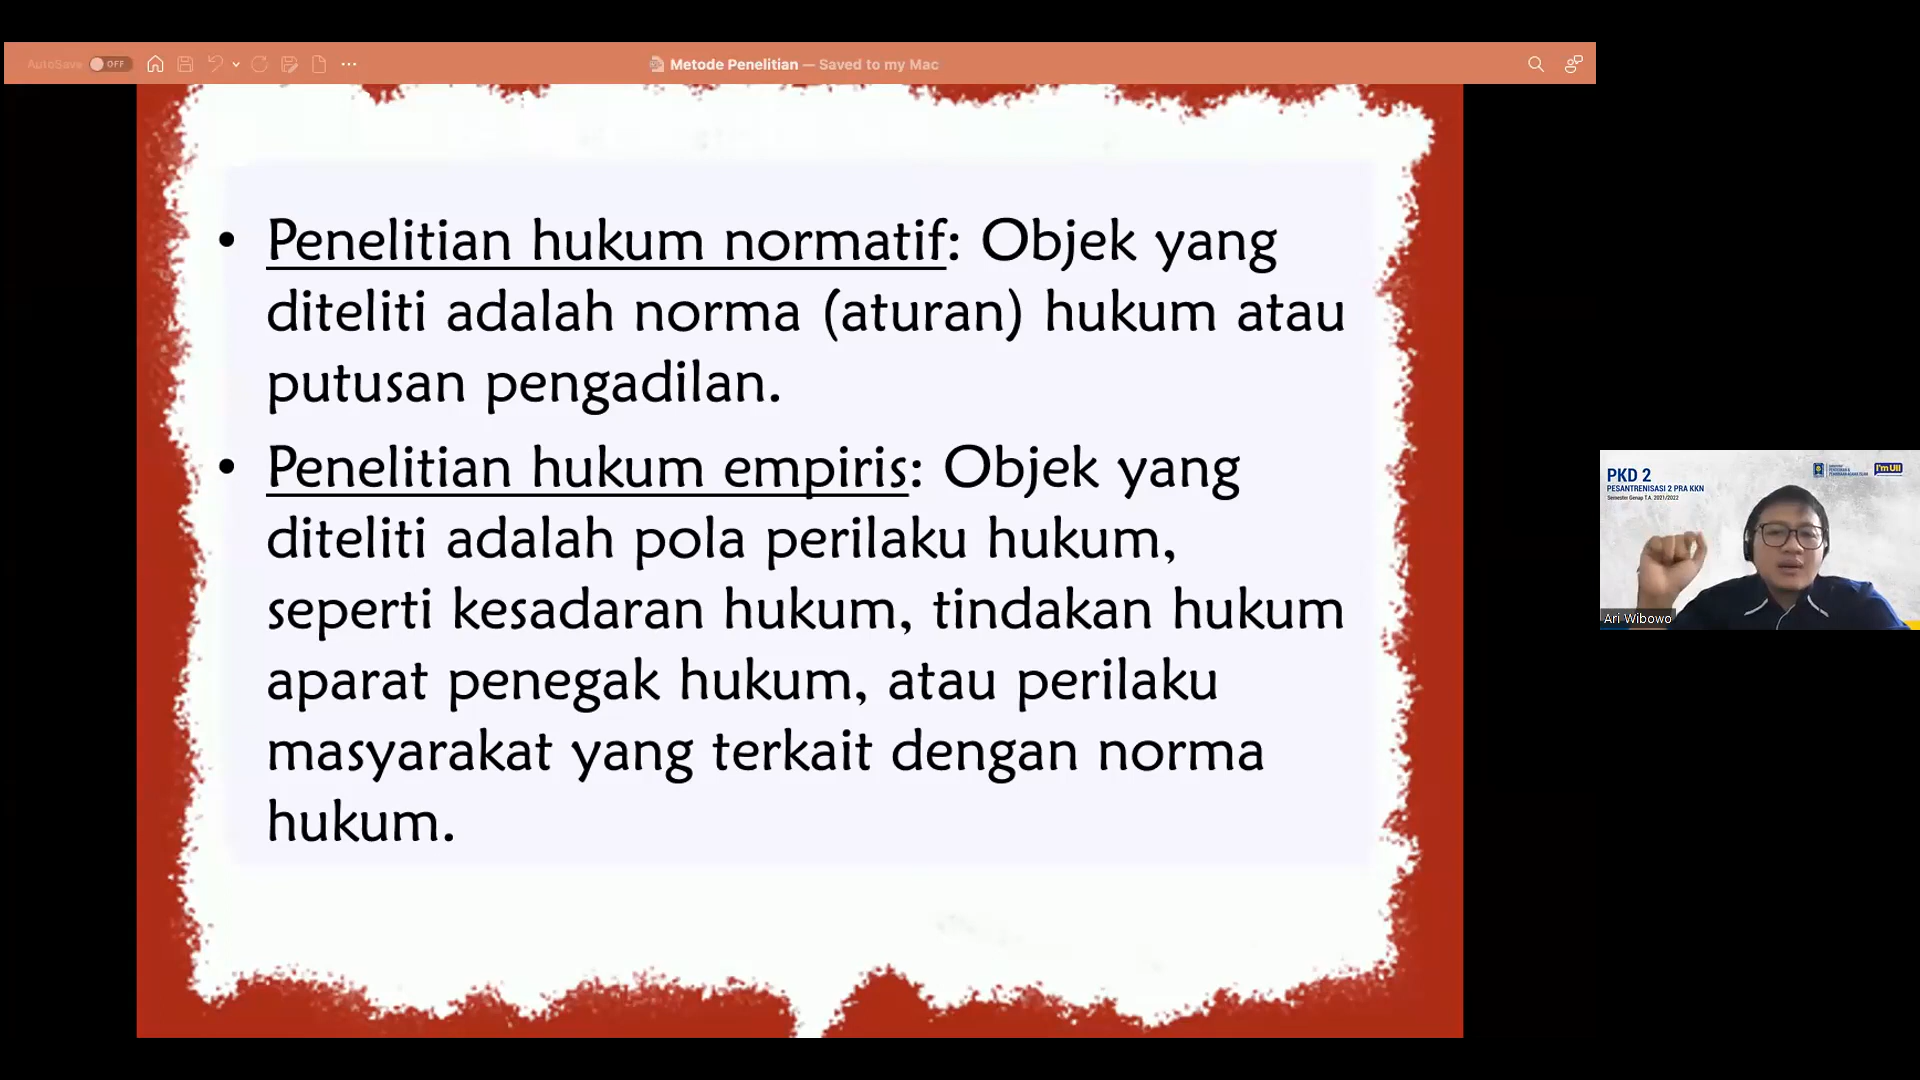 AutoSave OFF
Metode Penelitian — Saved to my Mac
• Penelitian hukum normatif: Objek yang
diteliti adalah norma (aturan) hukum atau
putusan pengadilan.
• Penelitian hukum empiris: Objek yang
diteliti adalah pola perilaku hukum,
seperti kesadaran hukum, tindakan hukum
aparat penegak hukum, atau perilaku
masyarakat yang terkait dengan norma
hukum.
PKD 2
PESANTRENISASI 2 PRA KKN
Semester Genap T.A. 2021/2022
I'm UII
Ari Wibowo